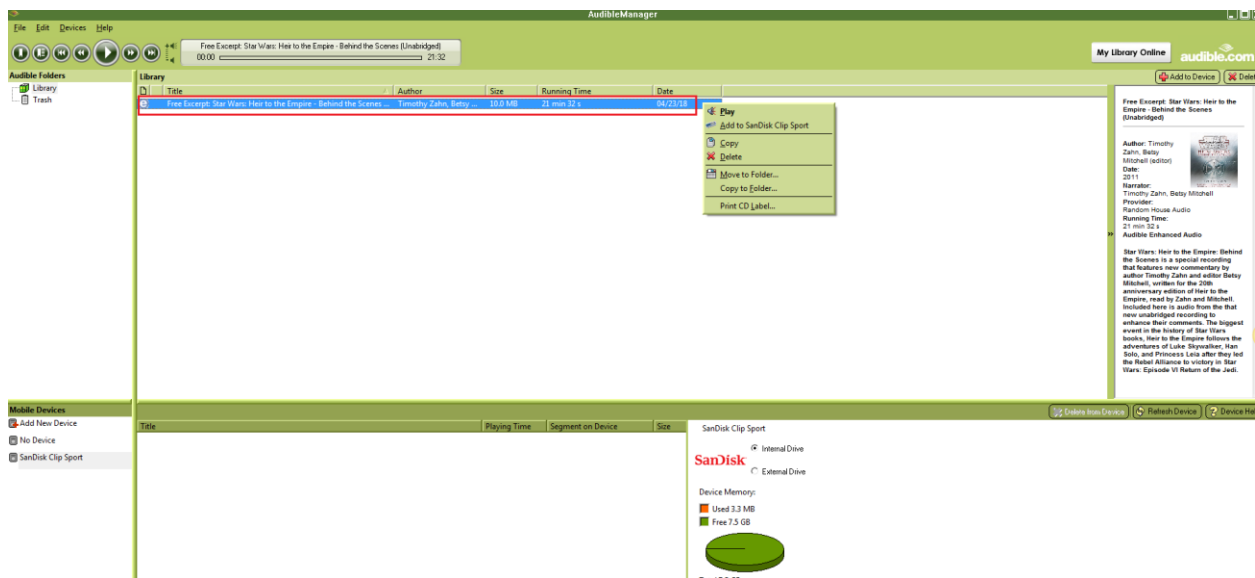 AudibleManager
File Edit Devices Help
Free Excerpt: Star Wars: Heir to the Empire - Behind the Scenes (Unabridged)
00:00 21:32
My Library Online
audible.com
Audible Folders
Library
Trash
Library
Add to Device
Title Author Size Running Time Date
Free Excerpt: Star Wars: Heir to the Empire - Behind the Scenes ... Timothy Zahn, Betsy ... 10.0 MB 21 min 32 s 04/23/18
Play
Add to SanDisk Clip Sport
Copy
Delete
Move to Folder...
Copy to Folder...
Print CD Label...
Free Excerpt: Star Wars: Heir to the
Empire - Behind the Scenes
(Unabridged)
Author: Timothy
Zahn, Betsy
Mitchell (editor)
Date:
2011
Narrator:
Timothy Zahn, Betsy Mitchell
Provider:
Random House Audio
Running Time:
21 min 32 s
Audible Enhanced Audio
Star Wars: Heir to the Empire: Behind
the Scenes is a special recording
that features new commentary by
author Timothy Zahn and editor Betsy
Mitchell, written for the 20th
anniversary edition of Heir to the
Empire, read by Zahn and Mitchell.
Included here is audio from the that
new unabridged recording to
enhance their comments. The biggest
event in the history of Star Wars
books, Heir to the Empire follows the
adventures of Luke Skywalker, Han
Solo, and Princess Leia after they led
the Rebel Alliance to victory in Star
Wars: Episode VI Return of the Jedi.
Mobile Devices
Add New Device
No Device
SanDisk Clip Sport
Delete from Device
Refresh Device
Device
Title Playing Time Segment on Device Size
SanDisk Clip Sport
SanDisk
Internal Drive
External Drive
Device Memory:
Used 3.3 MB
Free 7.5 GB